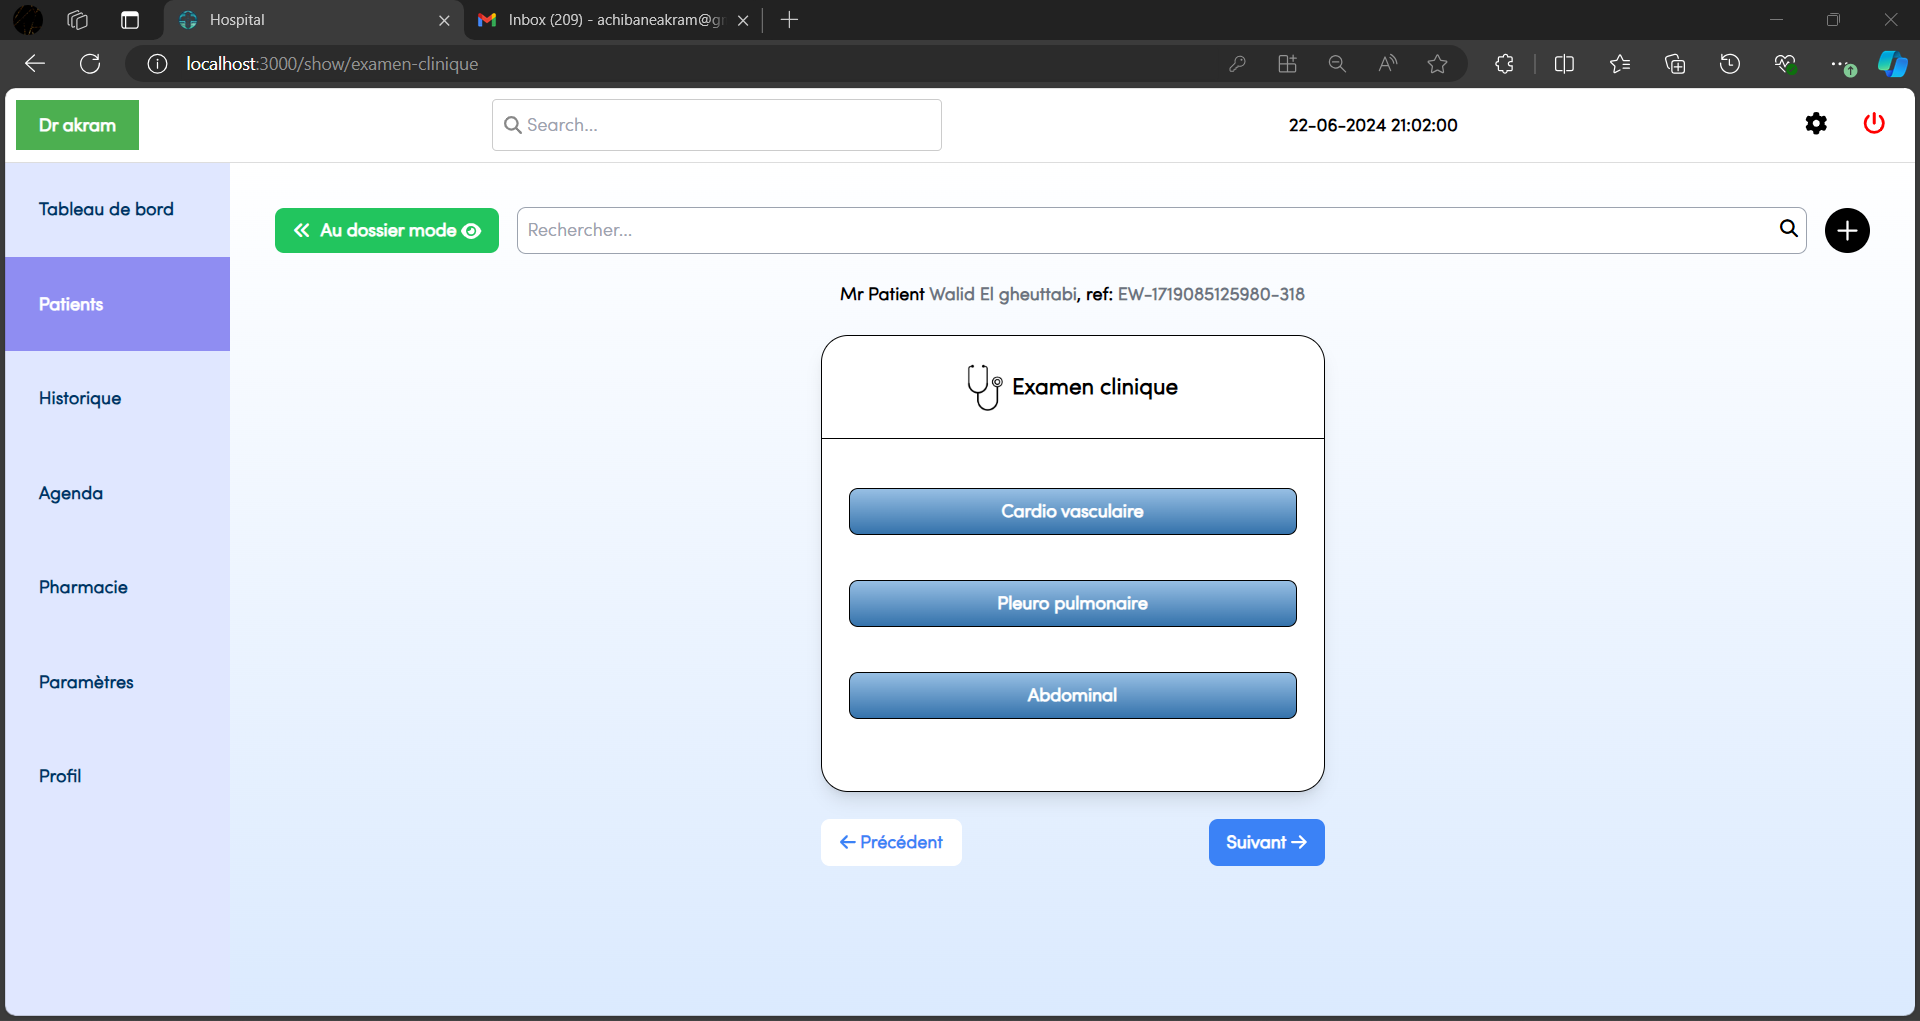 Hospital
Inbox (209) - achibaneakram@g
localhost:3000/show/examen-clinique
Dr akram
Search...
22-06-2024 21:02:00
Tableau de bord
Patients
Historique
Agenda
Pharmacie
Paramètres
Profil
Au dossier mode
Rechercher...
Mr Patient Walid El gheuttabi, ref: EW-1719085125980-318
Examen clinique
Cardio vasculaire
Pleuro pulmonaire
Abdominal
Précédent
Suivant